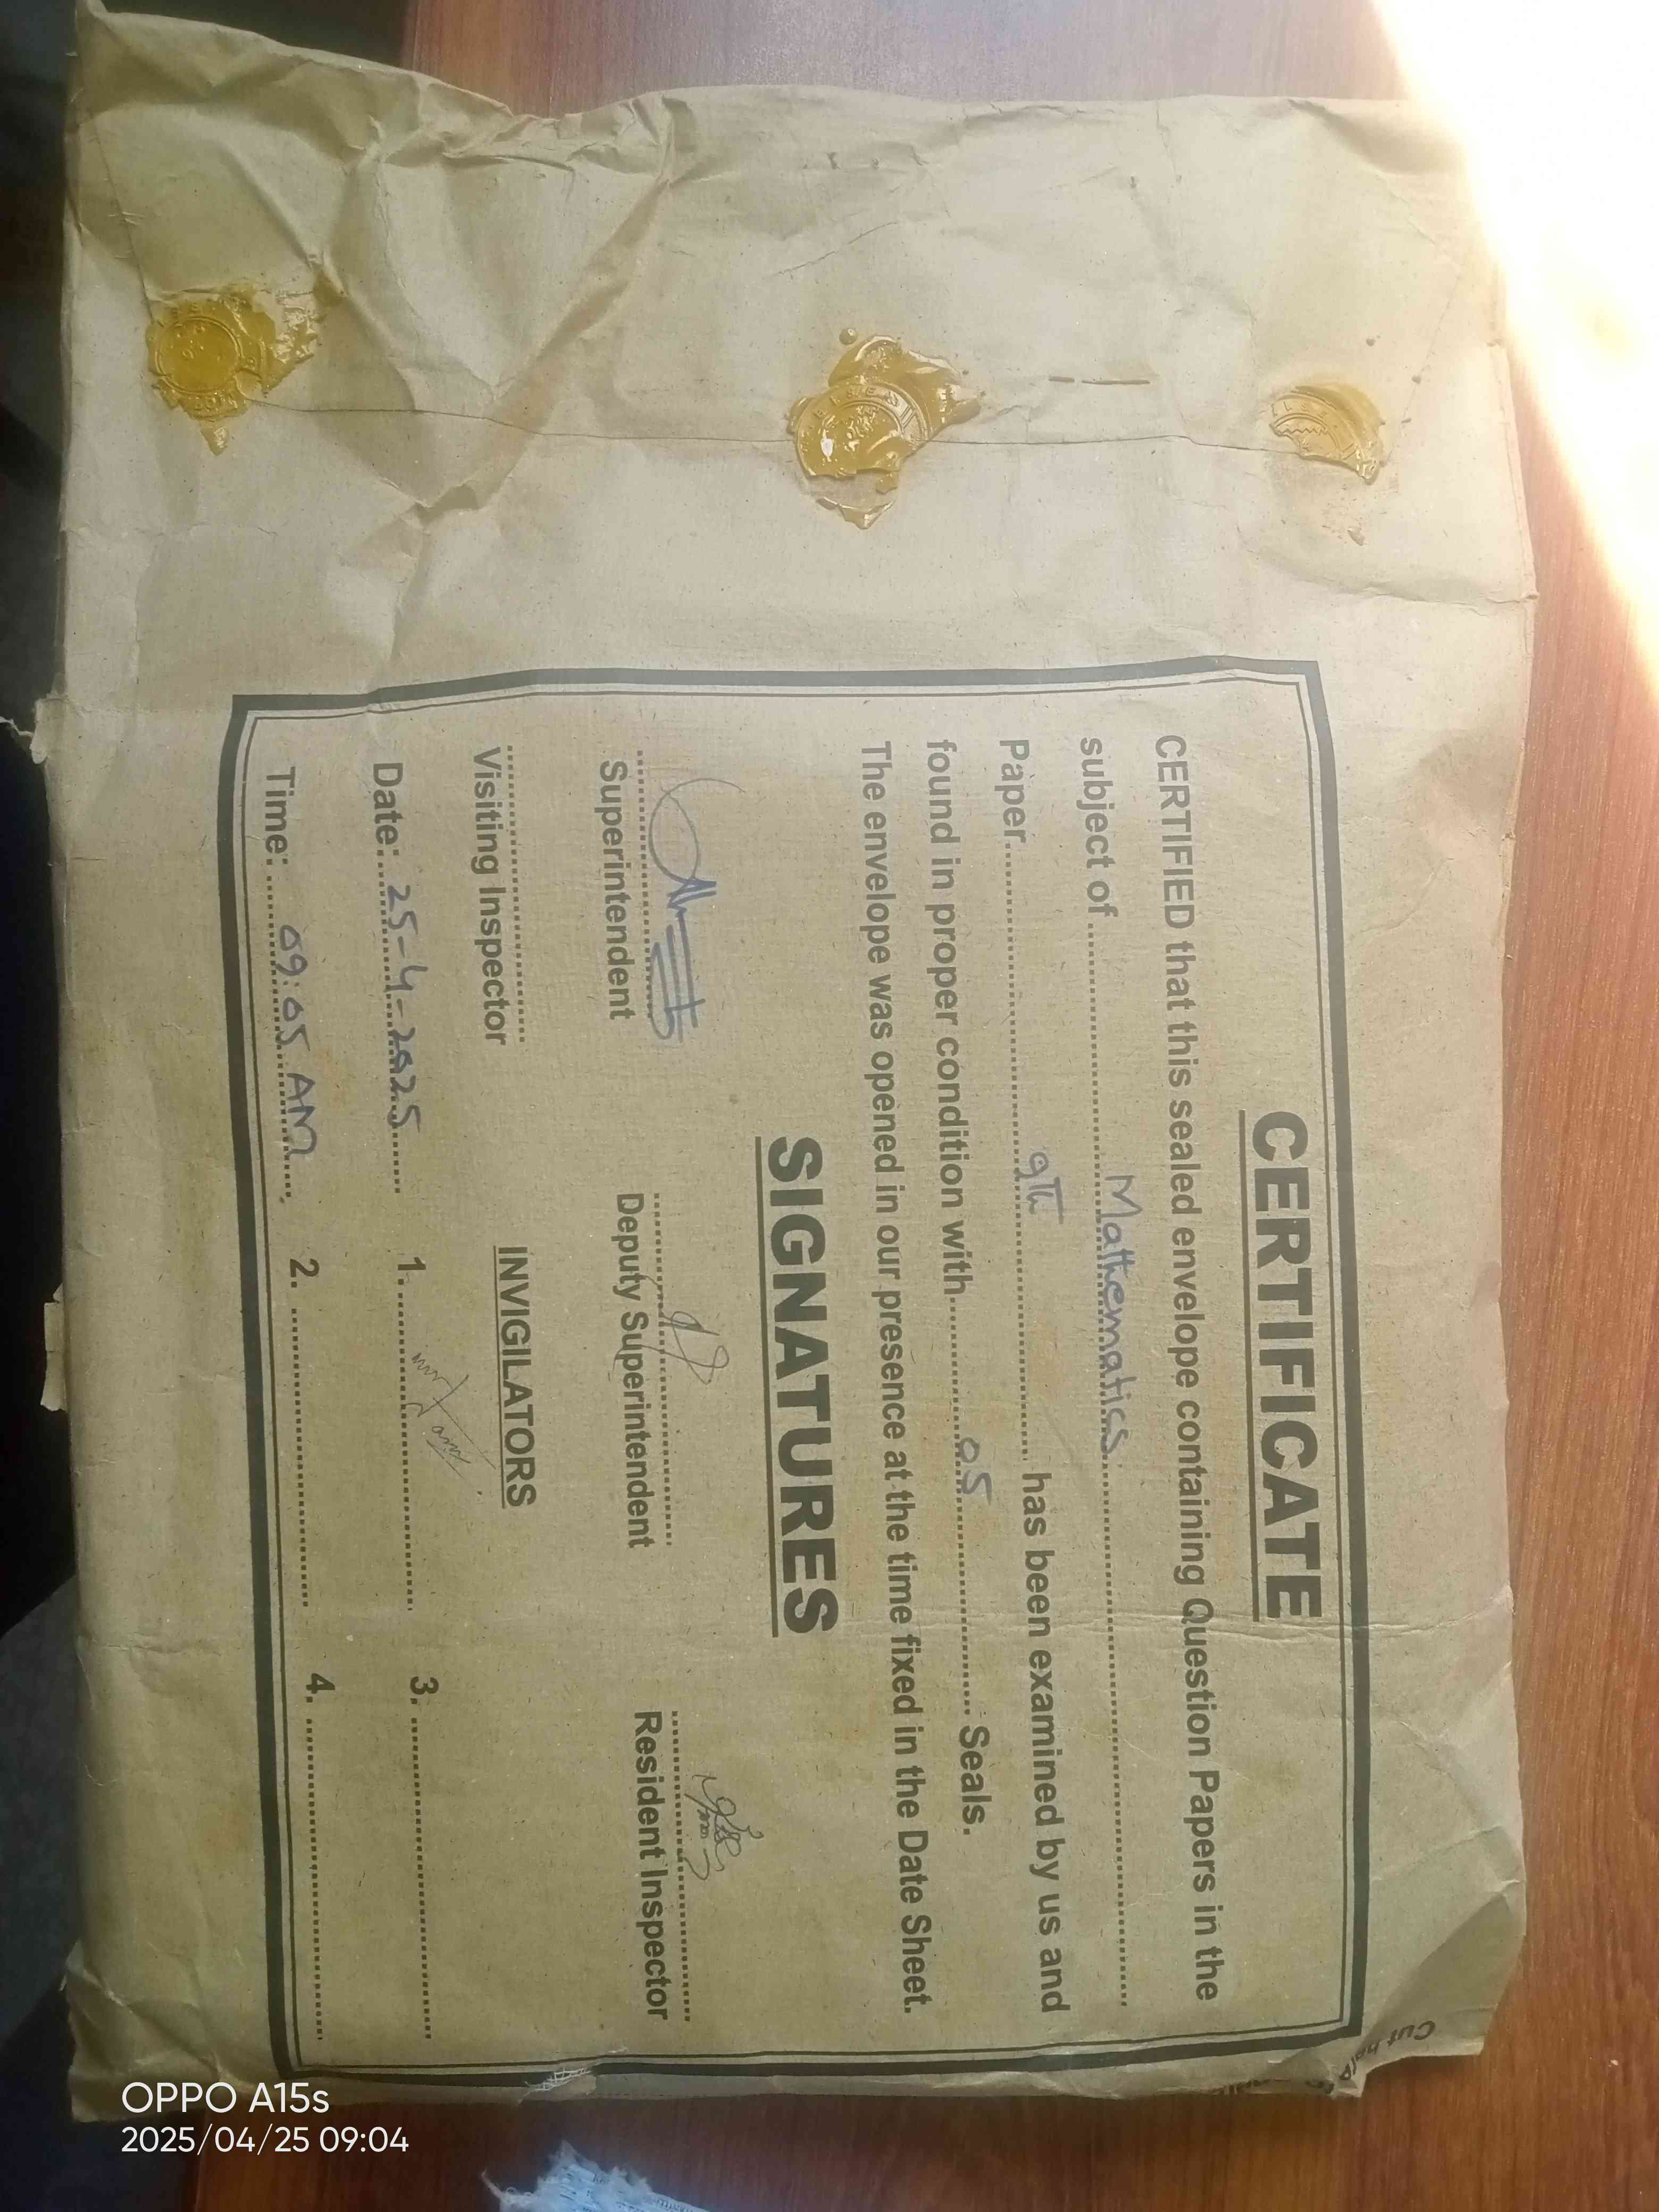 CERTIFICATE
CERTIFIED that this sealed envelope containing Question Papers in the
subject of Mathematics
Paper 9Th has been examined by us and
found in proper condition with 05 Seals.
The envelope was opened in our presence at the time fixed in the Date Sheet.
SIGNATURES
Superintendent Deputy Superintendent Resident Inspector
Visiting Inspector INVIGILATORS
Date: 25-4-2025 1. 3.
Time: 09:05 AM 2. 4.
OPPO A15s
2025/04/25 09:04